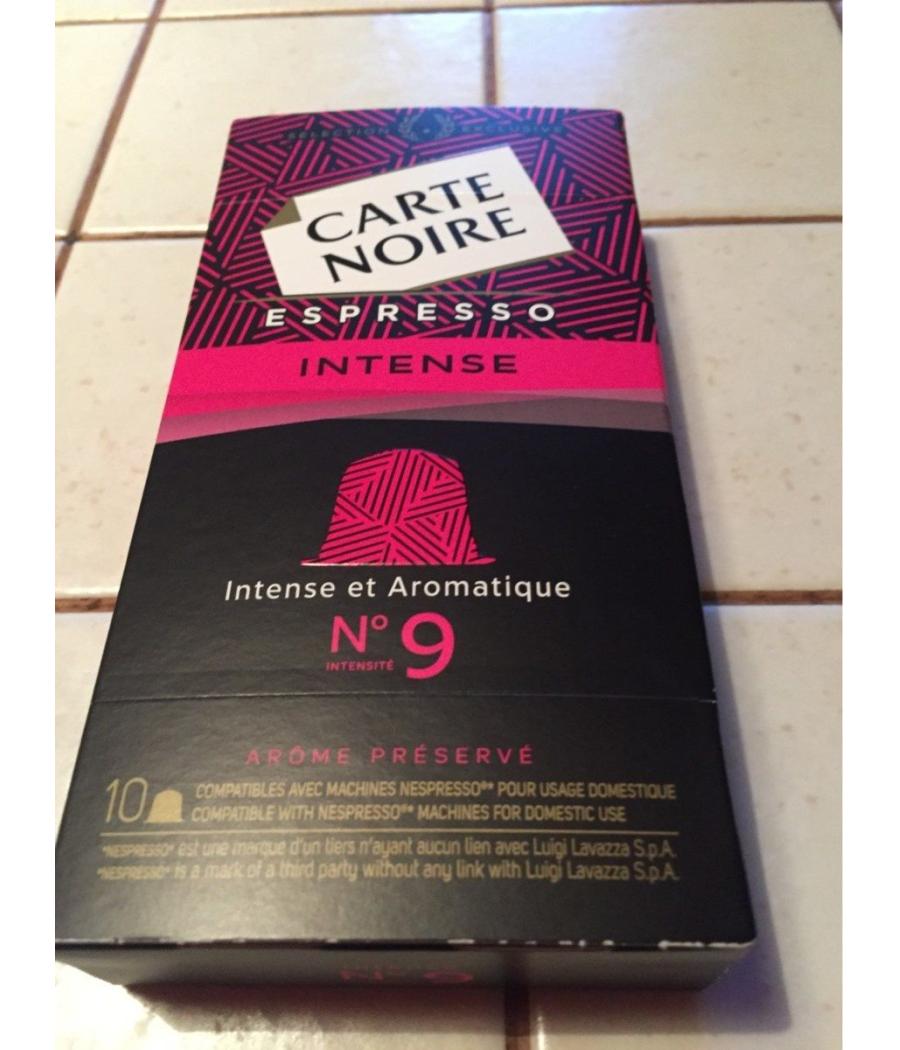 SÉLECTION EXCLUSIVE
CARTE
NOIRE
ESPRESSO
INTENSE
Intense et Aromatique
N° 9
INTENSITÉ
ARÔME PRÉSERVÉ
10 COMPATIBLES AVEC MACHINES NESPRESSO®* POUR USAGE DOMESTIQUE
COMPATIBLE WITH NESPRESSO®* MACHINES FOR DOMESTIC USE
*NESPRESSO® est une marque d'un tiers n'ayant aucun lien avec Luigi Lavazza S.p.A.
*NESPRESSO® is a mark of a third party without any link with Luigi Lavazza S.p.A.
N° 9